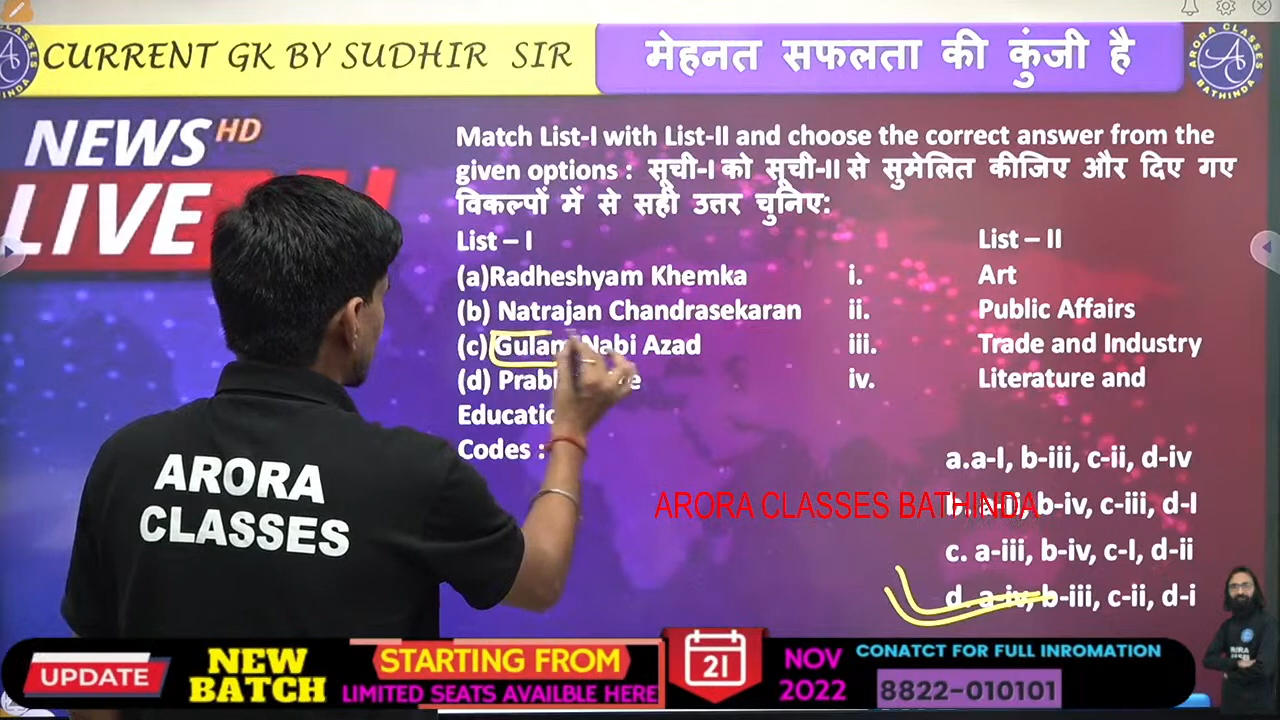 CURRENT GK BY SUDHIR SIR
मेहनत सफलता की कुंजी है
ARORA CLASSES
BATHINDA
NEWS HD
LIVE
Match List-I with List-II and choose the correct answer from the
given options : सूची-I को सूची-II से सुमेलित कीजिए और दिए गए
विकल्पों में से सही उत्तर चुनिए:
List – I List – II
(a)Radheshyam Khemka i. Art
(b) Natrajan Chandrasekaran ii. Public Affairs
(c) Gulam Nabi Azad iii. Trade and Industry
(d) iv. Literature and
Codes :
a.a-I, b-iii, c-ii, d-iv
b-iv, c-iii, d-I
c. a-iii, b-iv, c-I, d-ii
d. a-iv, b-iii, c-ii, d-i
ARORA CLASSES BATHINDA
ARORA
CLASSES
UPDATE
NEW
BATCH
STARTING FROM
LIMITED SEATS AVAILBLE HERE
21
NOV
2022
CONATCT FOR FULL INROMATION
8822-010101